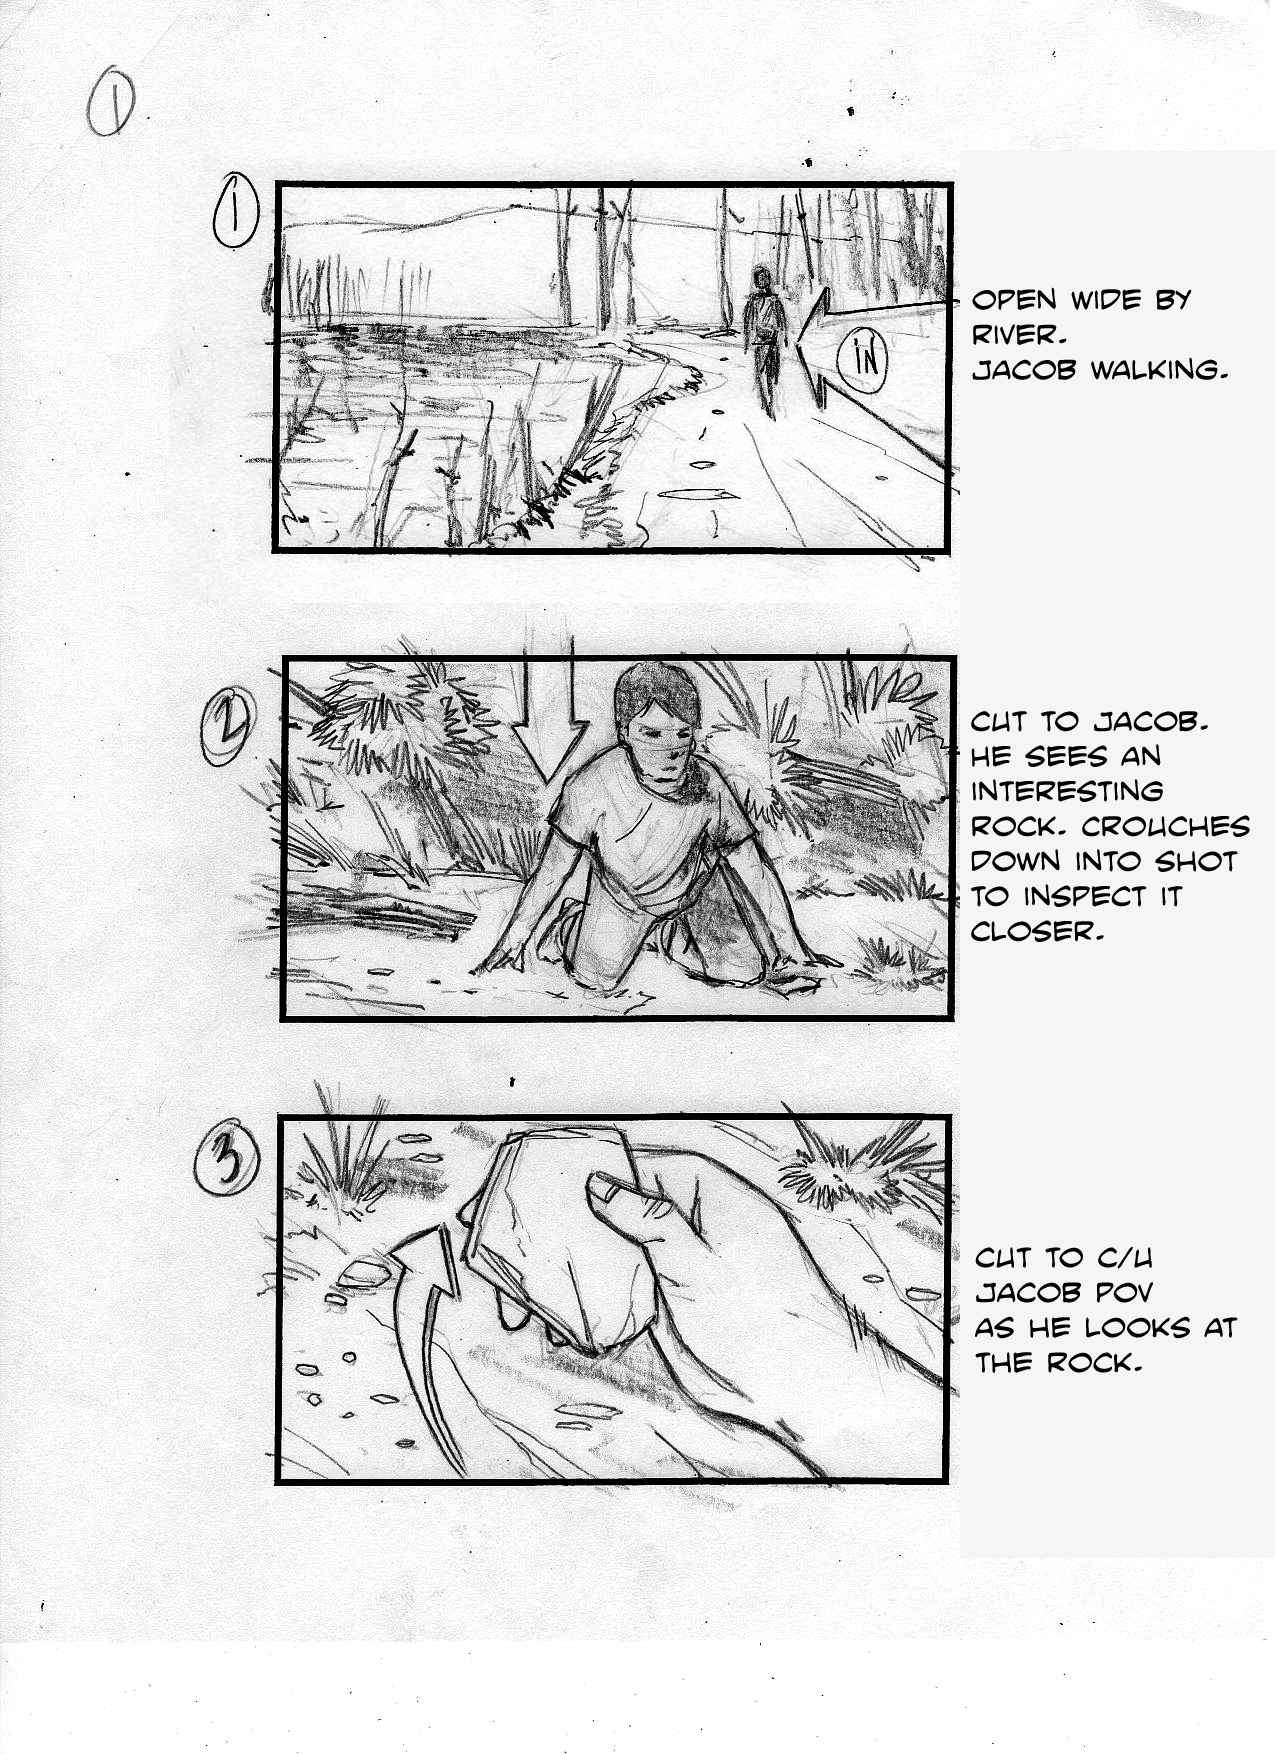 1
1
IN
OPEN WIDE BY
RIVER.
JACOB WALKING.
2
CUT TO JACOB.
HE SEES AN
INTERESTING
ROCK. CROUCHES
DOWN INTO SHOT
TO INSPECT IT
CLOSER.
3
CUT TO C/U
JACOB POV
AS HE LOOKS AT
THE ROCK.